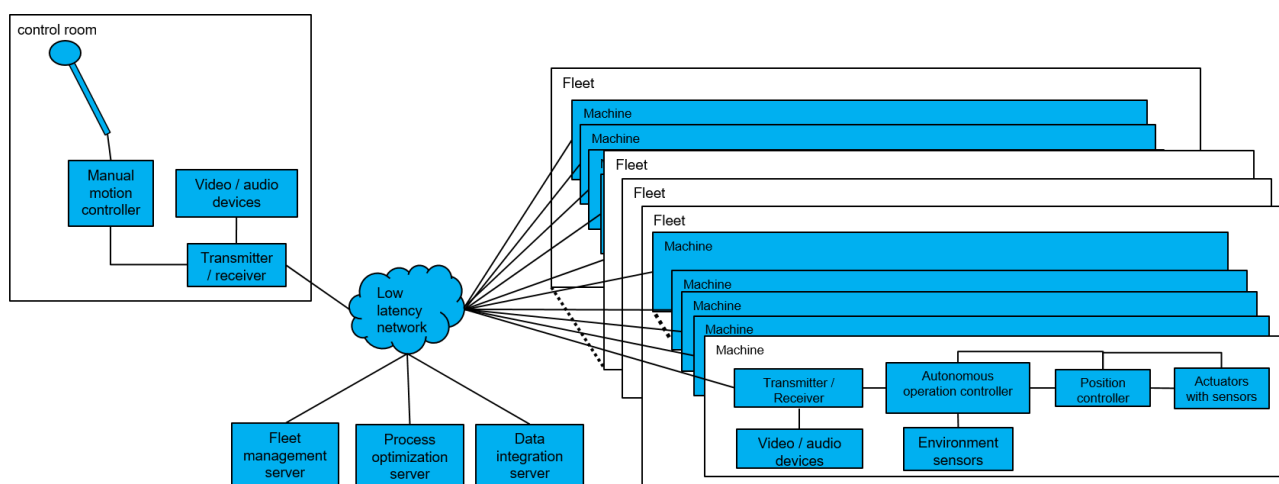 control room
Manual
motion
controller
Video / audio
devices
Transmitter
/ receiver
Low
latency
network
Fleet
management
server
Process
optimization
server
Data
integration
server
Fleet
Machine
Machine
Fleet
Fleet
Fleet
Machine
Machine
Machine
Machine
Machine
Transmitter /
Receiver
Video / audio
devices
Autonomous
operation controller
Environment
sensors
Position
controller
Actuators
with sensors